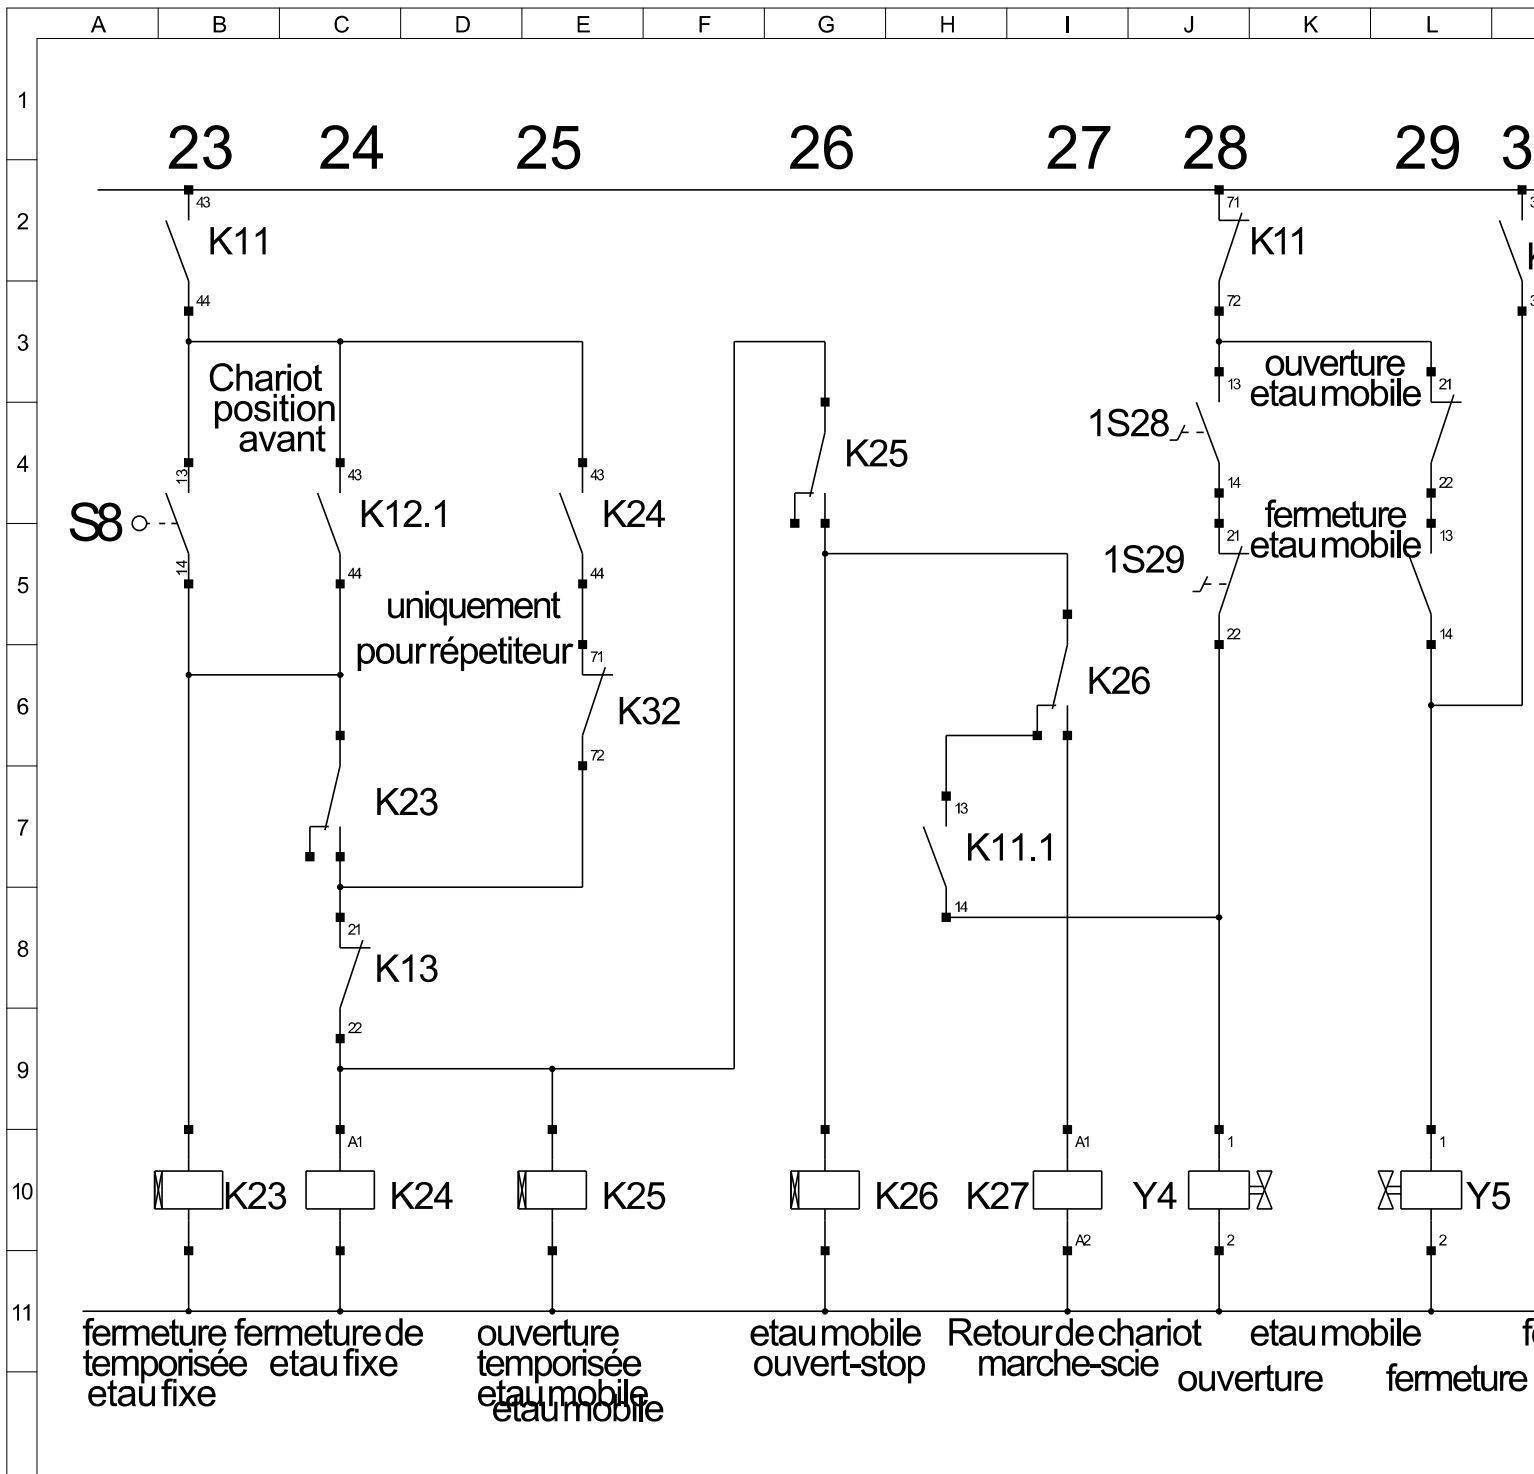 A B C D E F G H I J K L
1
23 24 25 26 27 28 29 3
2
43 71 3
K11 K11
44 72 3
3
Chariot
position
avant
13
ouverture
etau mobile
21
1S28
4
13 43 43
K25
14 22
S8 K12.1 K24
fermeture
etau mobile
21 13
1S29
14 44 44
5
uniquement
pour répetiteur
22 14
71
6
K32
K26
72
K23
13
7
K11.1
14
21
8
K13
22
9
A1 A1 1 1
10
K23 K24 K25 K26 K27 Y4 Y5
A2 2 2
11
fermeture
temporisée
etau fixe
fermeture de
etau fixe
ouverture
temporisée
etau mobile
etau mobile
etau mobile
ouvert-stop
Retour de chariot
marche-scie
ouverture
etau mobile
fermeture